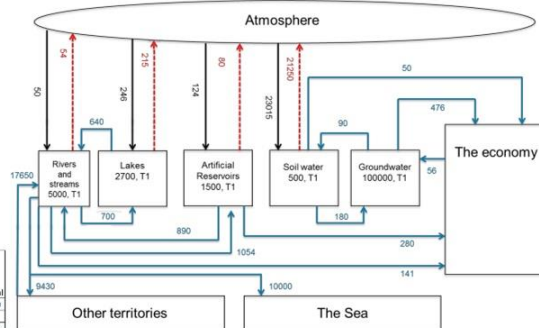 Atmosphere
50
54
246
215
124
80
23015
21250
50
640
90
476
Rivers
and
streams
5000, T1
Lakes
2700, T1
Artificial
Reservoirs
1500, T1
Soil water
500, T1
Groundwater
100000, T1
The economy
56
17650
700
180
890
1054
280
141
9430
10000
Other territories
The Sea